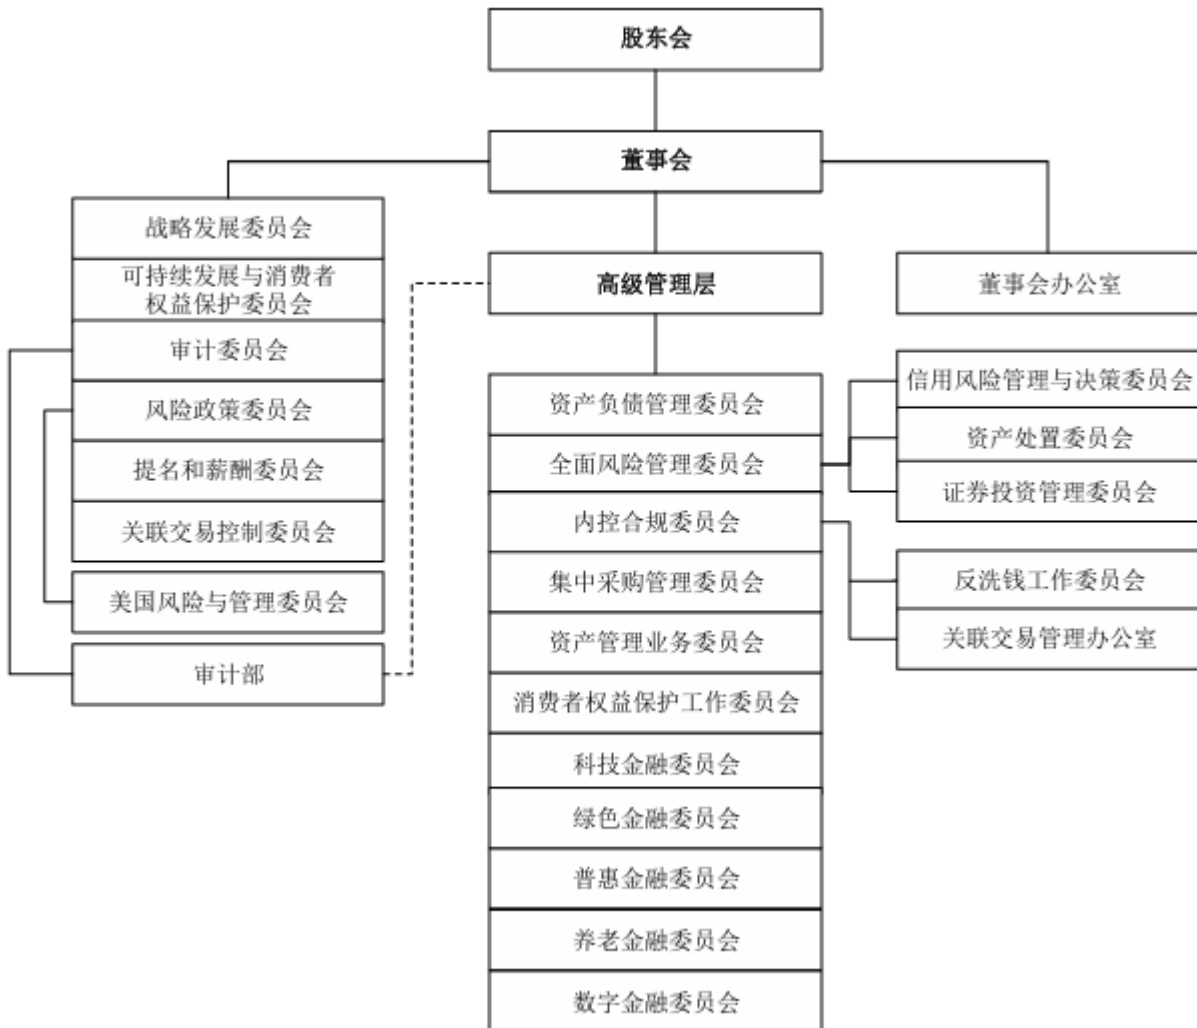 股东会
董事会
战略发展委员会
可持续发展与消费者
权益保护委员会
审计委员会
风险政策委员会
提名和薪酬委员会
关联交易控制委员会
美国风险与管理委员会
审计部
高级管理层
资产负债管理委员会
全面风险管理委员会
内控合规委员会
集中采购管理委员会
资产管理业务委员会
消费者权益保护工作委员会
科技金融委员会
绿色金融委员会
普惠金融委员会
养老金融委员会
数字金融委员会
董事会办公室
信用风险管理与决策委员会
资产处置委员会
证券投资管理委员会
反洗钱工作委员会
关联交易管理办公室